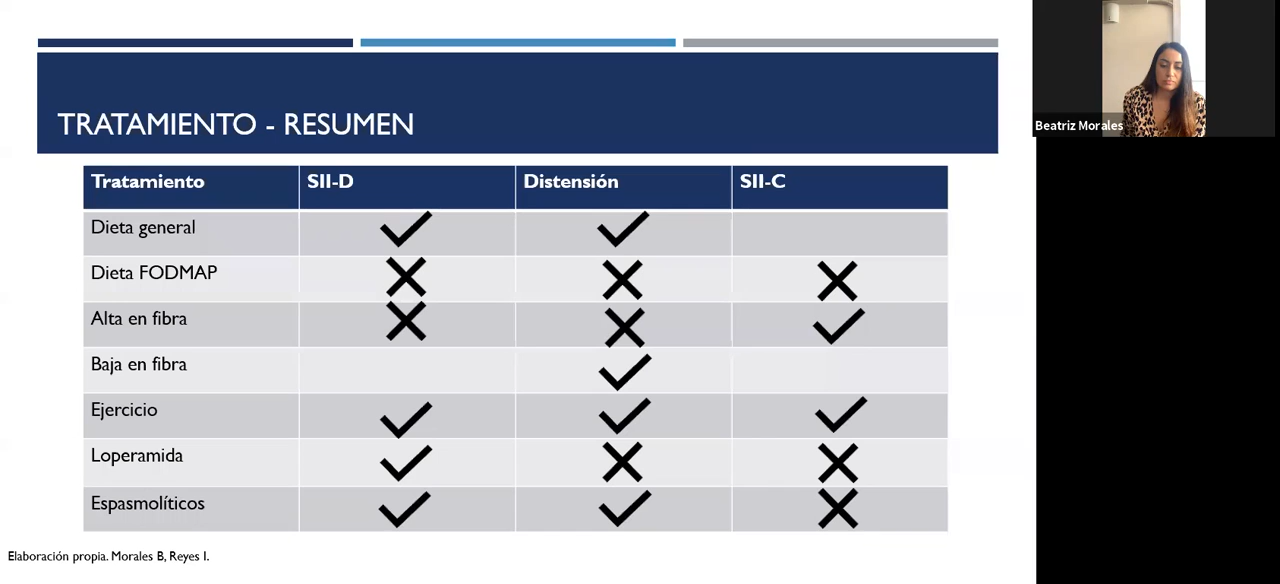 TRATAMIENTO - RESUMEN
Tratamiento SII-D Distensión SII-C
Dieta general
Dieta FODMAP
Alta en fibra
Baja en fibra
Ejercicio
Loperamida
Espasmolíticos
Elaboración propia. Morales B, Reyes I.
Beatriz Morales